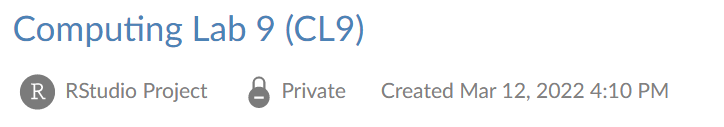 Computing Lab 9 (CL9)
R RStudio Project Private Created Mar 12, 2022 4:10 PM